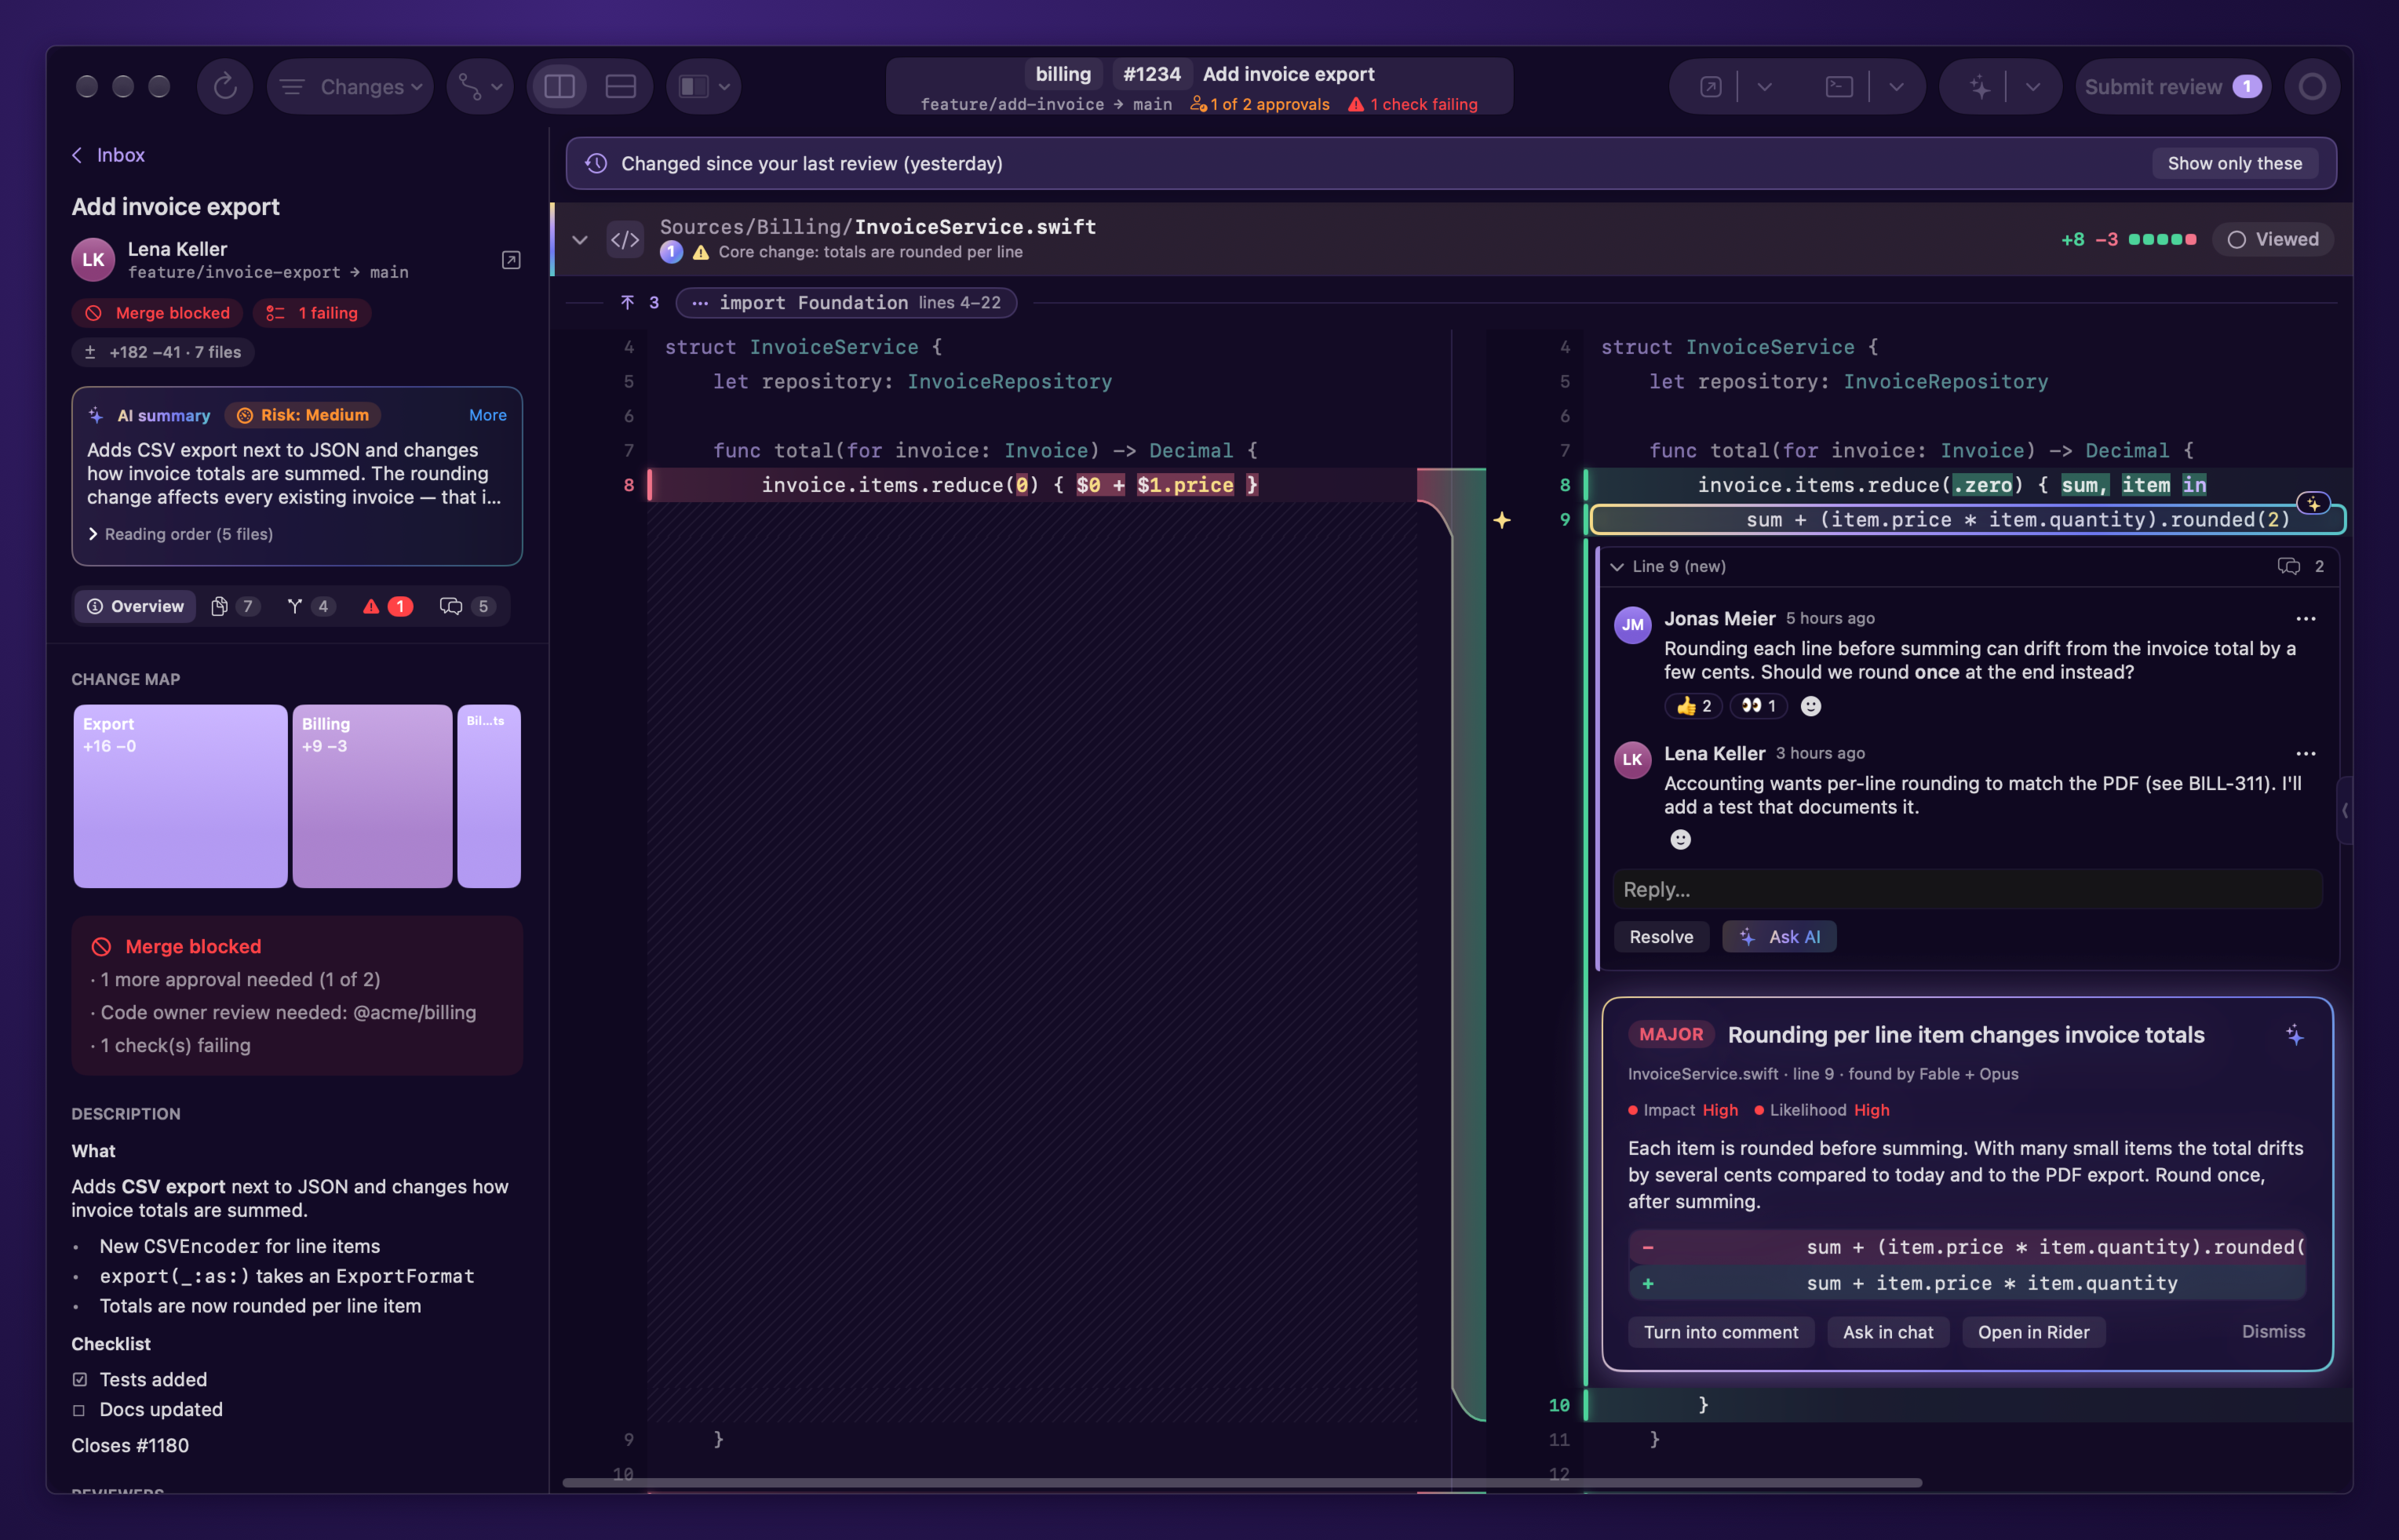 Changes
billing #1234 Add invoice export
feature/add-invoice → main 1 of 2 approvals 1 check failing
Submit review 1
Inbox
Add invoice export
LK
Lena Keller
feature/invoice-export → main
Merge blocked
1 failing
+182 −41 · 7 files
AI summary
Risk: Medium
More
Adds CSV export next to JSON and changes
how invoice totals are summed. The rounding
change affects every existing invoice — that i...
Reading order (5 files)
Overview 7 4 1 5
CHANGE MAP
Export
+16 −0
Billing
+9 −3
Bil...ts
Merge blocked
· 1 more approval needed (1 of 2)
· Code owner review needed: @acme/billing
· 1 check(s) failing
DESCRIPTION
What
Adds CSV export next to JSON and changes how
invoice totals are summed.
• New CSVEncoder for line items
• export(_:as:) takes an ExportFormat
• Totals are now rounded per line item
Checklist
Tests added
Docs updated
Closes #1180
REVIEWERS
Changed since your last review (yesterday)
Show only these
Sources/Billing/InvoiceService.swift
1 Core change: totals are rounded per line
+8 −3
Viewed
3 ··· import Foundation lines 4–22
4 struct InvoiceService {
5 let repository: InvoiceRepository
6
7 func total(for invoice: Invoice) -> Decimal {
8 invoice.items.reduce(0) { $0 + $1.price }
9 }
10
4 struct InvoiceService {
5 let repository: InvoiceRepository
6
7 func total(for invoice: Invoice) -> Decimal {
8 invoice.items.reduce(.zero) { sum, item in
9 sum + (item.price * item.quantity).rounded(2)
Line 9 (new)
2
JM
Jonas Meier 5 hours ago
Rounding each line before summing can drift from the invoice total by a
few cents. Should we round once at the end instead?
👍 2 👀 1
LK
Lena Keller 3 hours ago
Accounting wants per-line rounding to match the PDF (see BILL-311). I'll
add a test that documents it.
Reply...
Resolve
Ask AI
MAJOR Rounding per line item changes invoice totals
InvoiceService.swift · line 9 · found by Fable + Opus
Impact High Likelihood High
Each item is rounded before summing. With many small items the total drifts
by several cents compared to today and to the PDF export. Round once,
after summing.
− sum + (item.price * item.quantity).rounded(
+ sum + item.price * item.quantity
Turn into comment
Ask in chat
Open in Rider
Dismiss
10 }
11 }
12